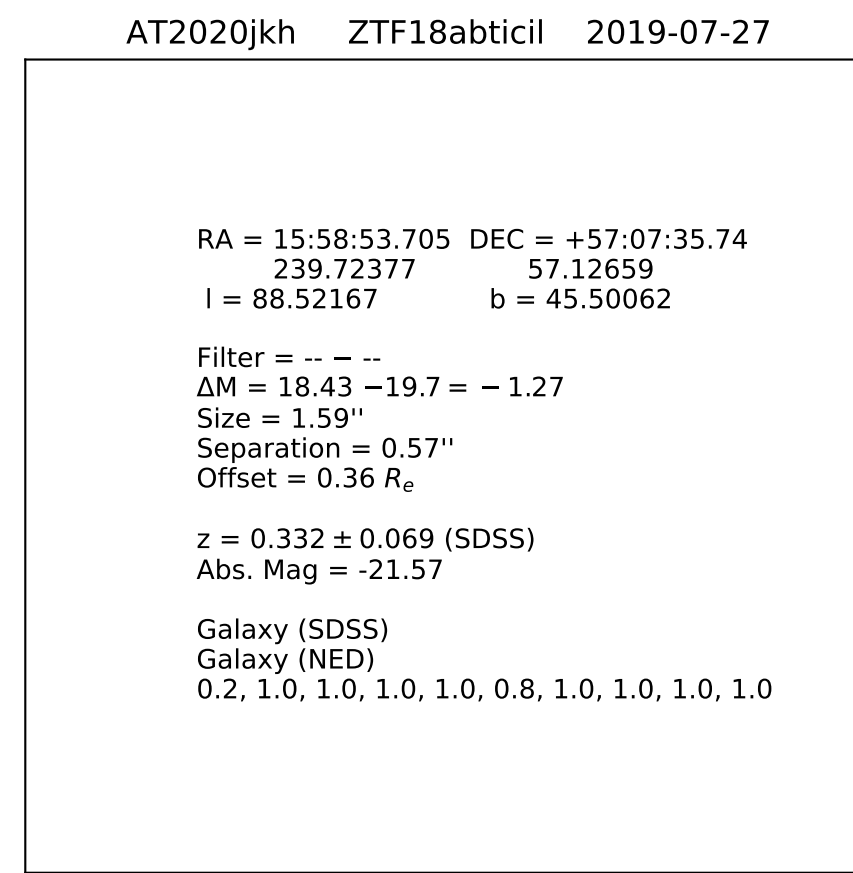 AT2020jkh ZTF18abticil 2019-07-27
RA = 15:58:53.705 DEC = +57:07:35.74
239.72377 57.12659
l = 88.52167 b = 45.50062
Filter = -- − --
ΔM = 18.43 −19.7 = − 1.27
Size = 1.59''
Separation = 0.57''
Offset = 0.36 Rₑ
z = 0.332 ± 0.069 (SDSS)
Abs. Mag = -21.57
Galaxy (SDSS)
Galaxy (NED)
0.2, 1.0, 1.0, 1.0, 1.0, 0.8, 1.0, 1.0, 1.0, 1.0